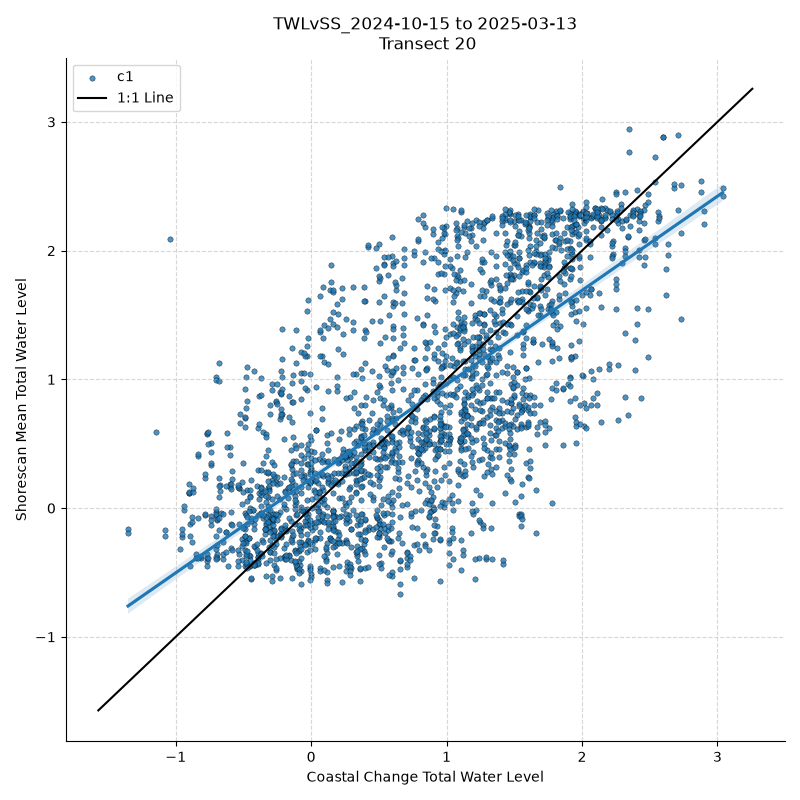 TWLvSS_2024-10-15 to 2025-03-13
Transect 20
c1
1:1 Line
3
2
1
0
−1
Shorescan Mean Total Water Level
−1
0
1
2
3
Coastal Change Total Water Level